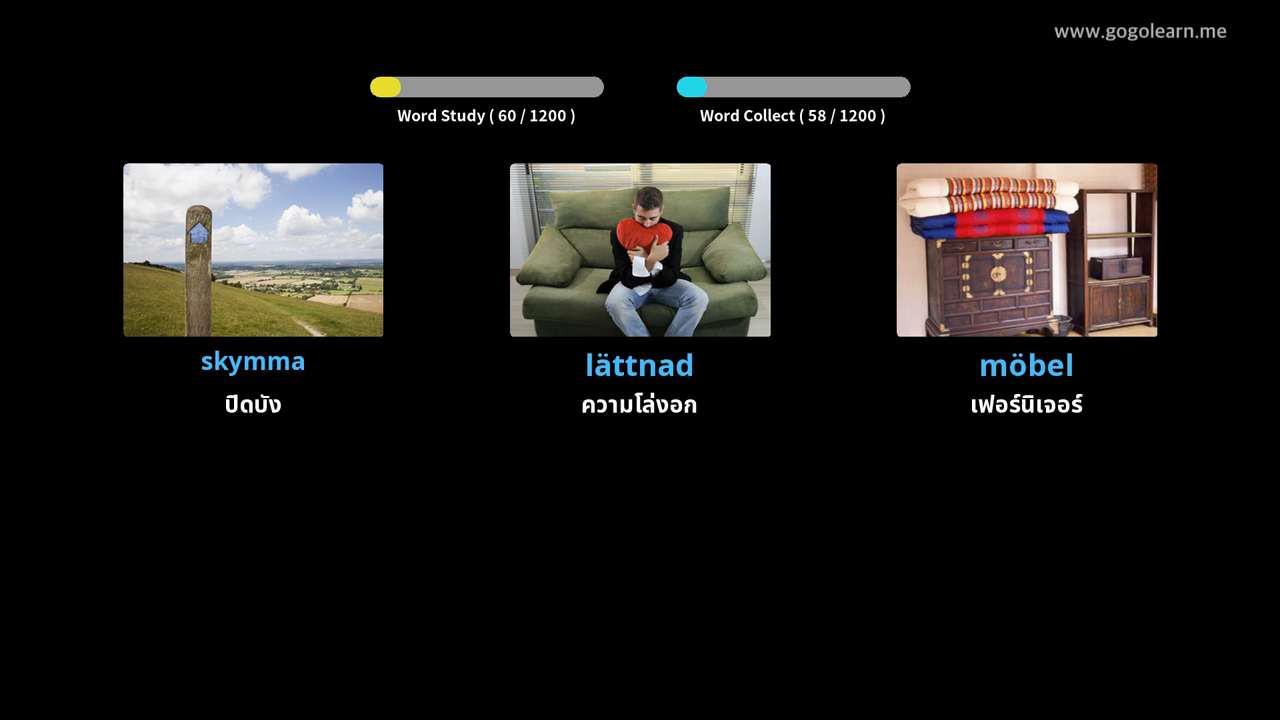 www.gogolearn.me
Word Study ( 60 / 1200 )
Word Collect ( 58 / 1200 )
skymma
ปิดบัง
lättnad
ความโล่งอก
möbel
เฟอร์นิเจอร์